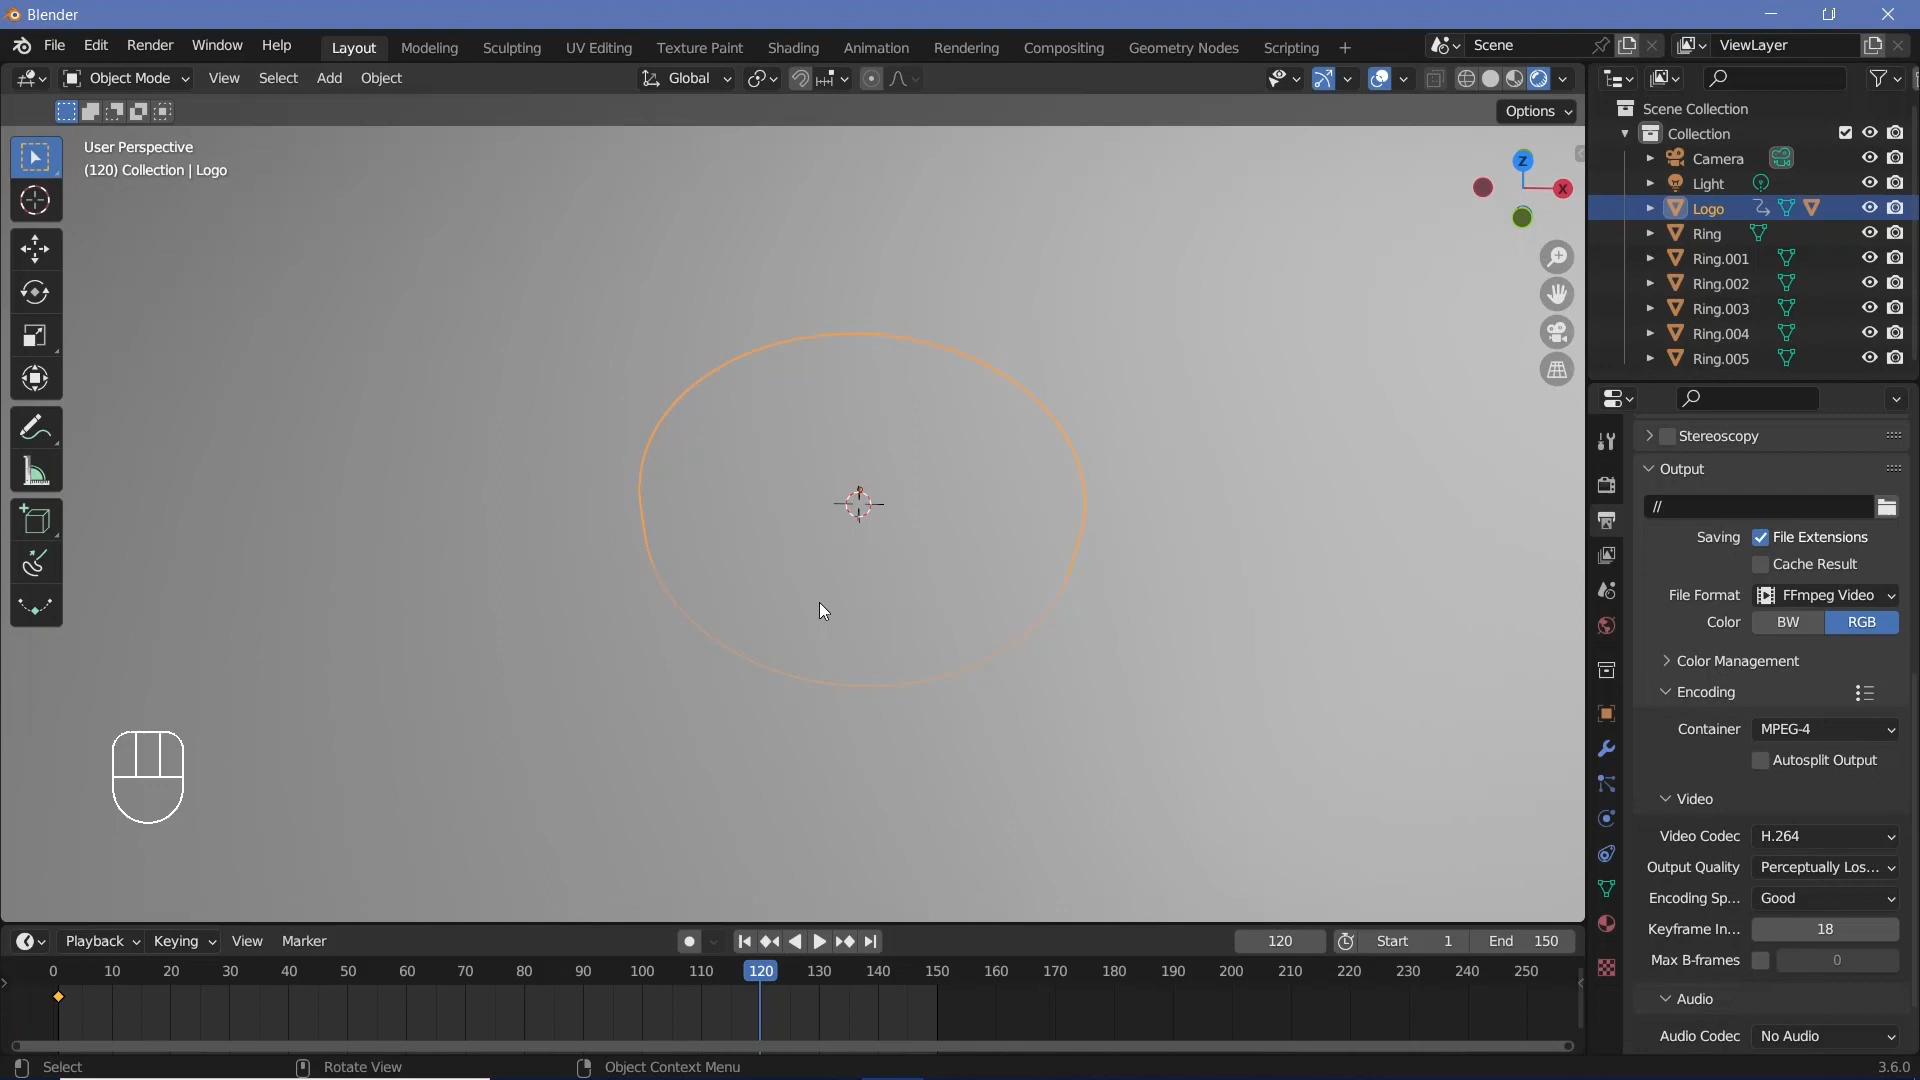 Blender
File Edit Render Window Help Layout Modeling Sculpting UV Editing Texture Paint Shading Animation Rendering Compositing Geometry Nodes Scripting + Scene ViewLayer
Object Mode View Select Add Object Global
Options
User Perspective
(120) Collection | Logo
Z
X
Scene Collection
Collection
Camera
Light
Logo
Ring
Ring.001
Ring.002
Ring.003
Ring.004
Ring.005
Stereoscopy
Output
//
Saving File Extensions
Cache Result
File Format FFmpeg Video
Color BW RGB
Color Management
Encoding
Container MPEG-4
Autosplit Output
Video
Video Codec H.264
Output Quality Perceptually Los...
Encoding Sp... Good
Keyframe In... 18
Max B-frames 0
Audio
Audio Codec No Audio
Playback Keying View Marker 120 Start 1 End 150
0 10 20 30 40 50 60 70 80 90 100 110 120 130 140 150 160 170 180 190 200 210 220 230 240 250
Select Rotate View Object Context Menu 3.6.0